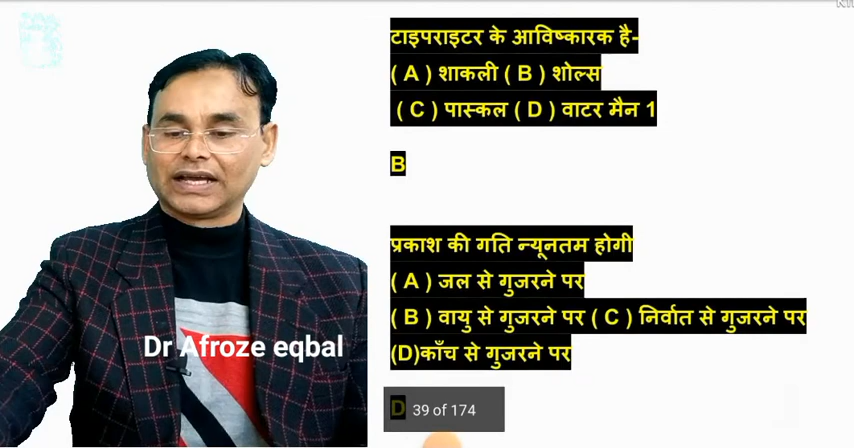 टाइपराइटर के आविष्कारक है-
( A ) शाकली ( B ) शोल्स
( C ) पास्कल ( D ) वाटर मैन 1
B
प्रकाश की गति न्यूनतम होगी
( A ) जल से गुजरने पर
( B ) वायु से गुजरने पर ( C ) निर्वात से गुजरने पर
(D)काँच से गुजरने पर
D 39 of 174
Dr Afroze eqbal